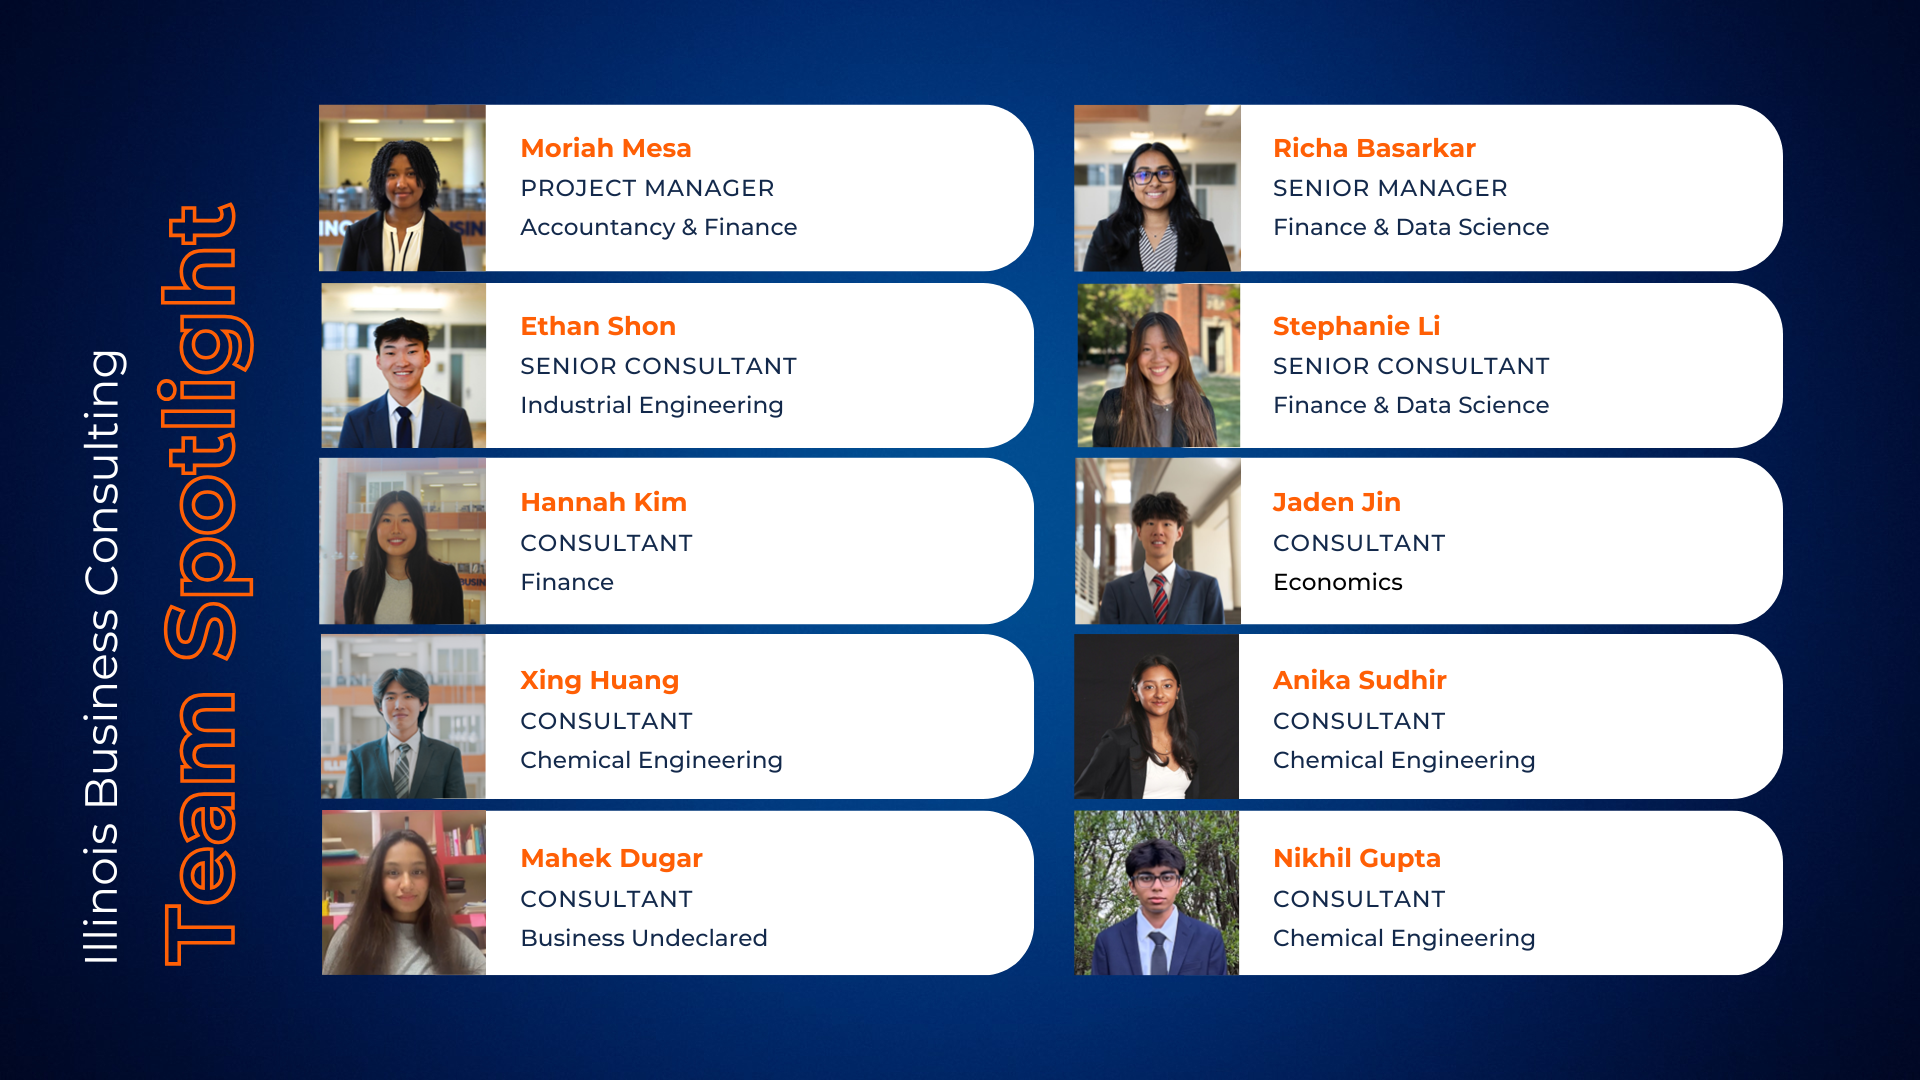 Illinois Business Consulting
Team Spotlight
Moriah Mesa
PROJECT MANAGER
Accountancy & Finance
Richa Basarkar
SENIOR MANAGER
Finance & Data Science
Ethan Shon
SENIOR CONSULTANT
Industrial Engineering
Stephanie Li
SENIOR CONSULTANT
Finance & Data Science
Hannah Kim
CONSULTANT
Finance
Jaden Jin
CONSULTANT
Economics
Xing Huang
CONSULTANT
Chemical Engineering
Anika Sudhir
CONSULTANT
Chemical Engineering
Mahek Dugar
CONSULTANT
Business Undeclared
Nikhil Gupta
CONSULTANT
Chemical Engineering